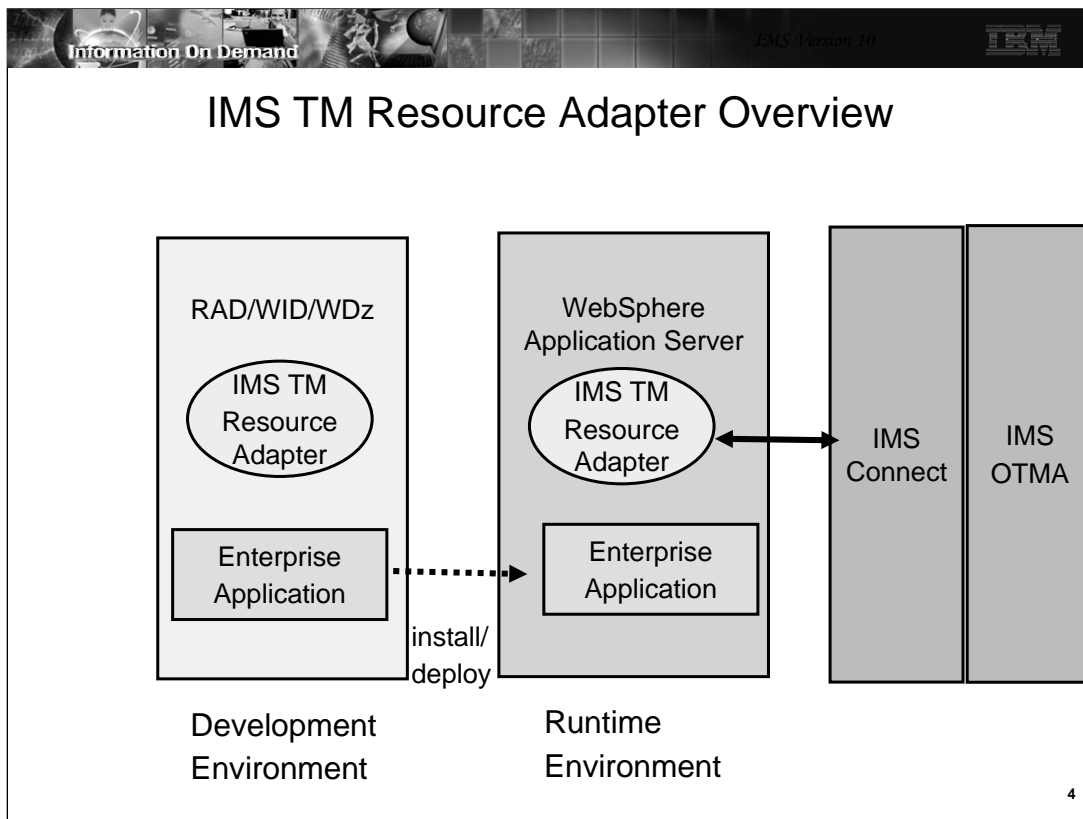 Information On Demand
IMS Version 10
IBM
IMS TM Resource Adapter Overview
RAD/WID/WDz
IMS TM
Resource
Adapter
Enterprise
Application
install/
deploy
WebSphere
Application Server
IMS TM
Resource
Adapter
Enterprise
Application
IMS
Connect
IMS
OTMA
Development
Environment
Runtime
Environment
4